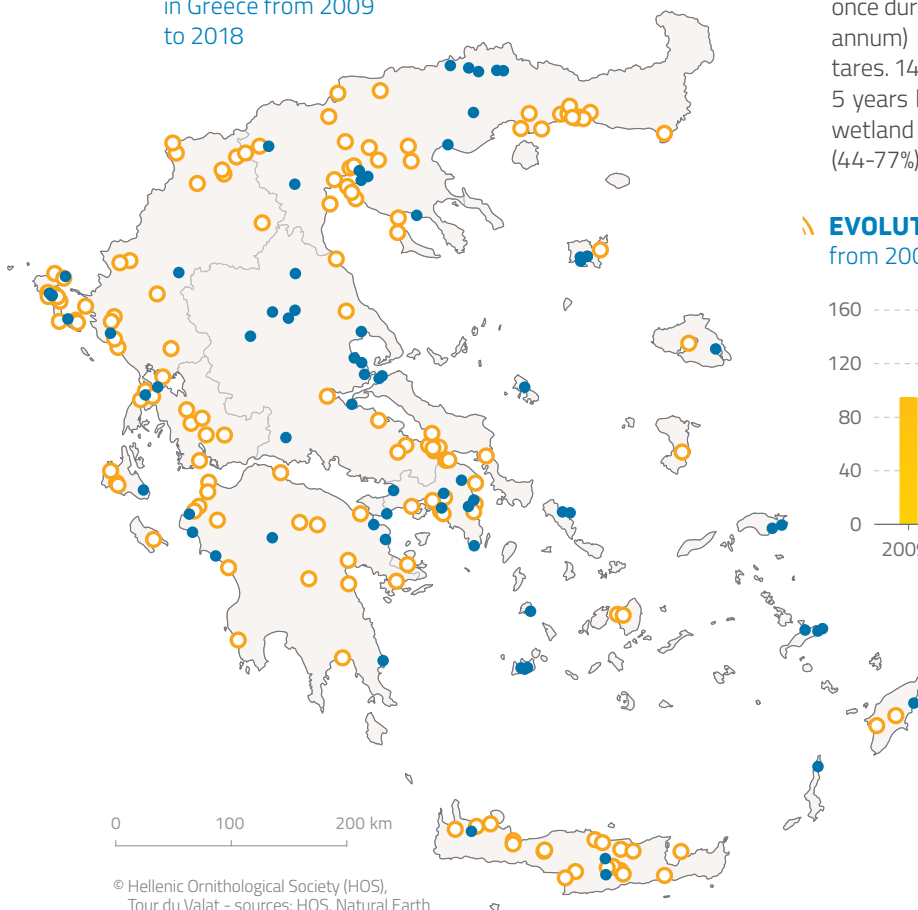 in Greece from 2009
to 2018
once dur
annum)
tares. 14
5 years
wetland
(44-77%)
EVOLUT
from 200
160
120
80
40
0
2009
0 100 200 km
© Hellenic Ornithological Society (HOS),
Tour du Valat - sources: HOS, Natural Earth